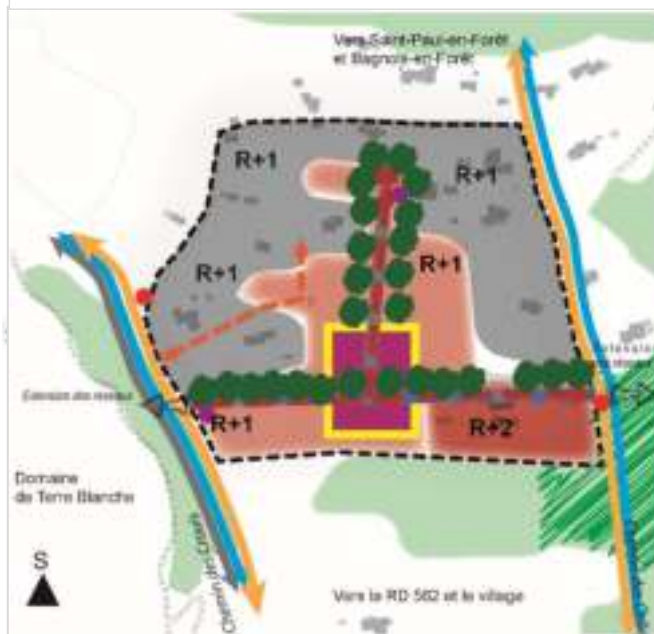 Vers Saint-Paul-en-Forêt
et Bagnols-en-Forêt
R+1
R+1
R+1
R+1
Extension des réseaux
R+1
R+2
Domaine
de Terre Blanche
S
Chemin des
Vers la RD 562 et le village